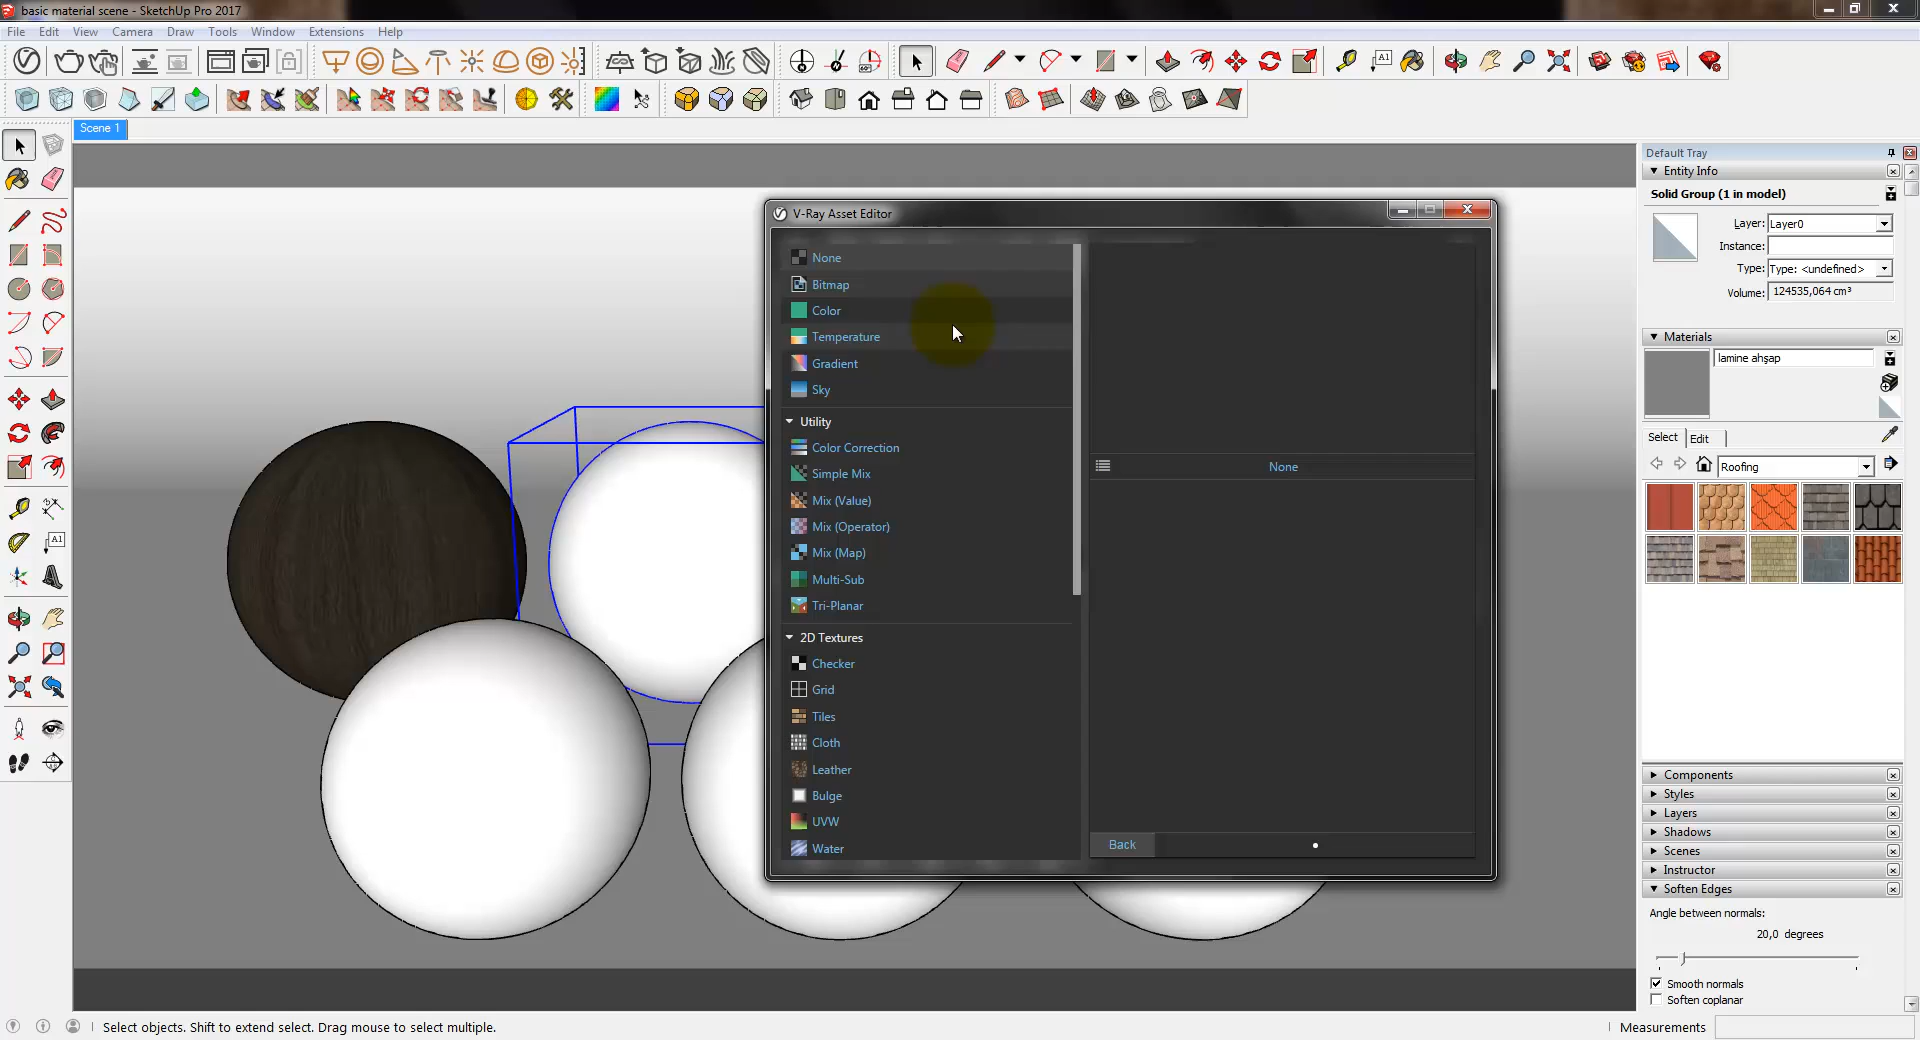 basic material scene - SketchUp Pro 2017
File Edit View Camera Draw Tools Window Extensions Help
A1
Scene 1
A1
V-Ray Asset Editor
None
Bitmap
Color
Temperature
Gradient
Sky
Utility
Color Correction
Simple Mix
Mix (Value)
Mix (Operator)
Mix (Map)
Multi-Sub
Tri-Planar
2D Textures
Checker
Grid
Tiles
Cloth
Leather
Bulge
UVW
Water
None
Back
Default Tray
Entity Info
Solid Group (1 in model)
Layer: Layer0
Instance:
Type: Type: <undefined>
Volume: 124535,064 cm³
Materials
lamine ahşap
Select Edit
Roofing
Components
Styles
Layers
Shadows
Scenes
Instructor
Soften Edges
Angle between normals:
20,0 degrees
Smooth normals
Soften coplanar
Select objects. Shift to extend select. Drag mouse to select multiple.
Measurements